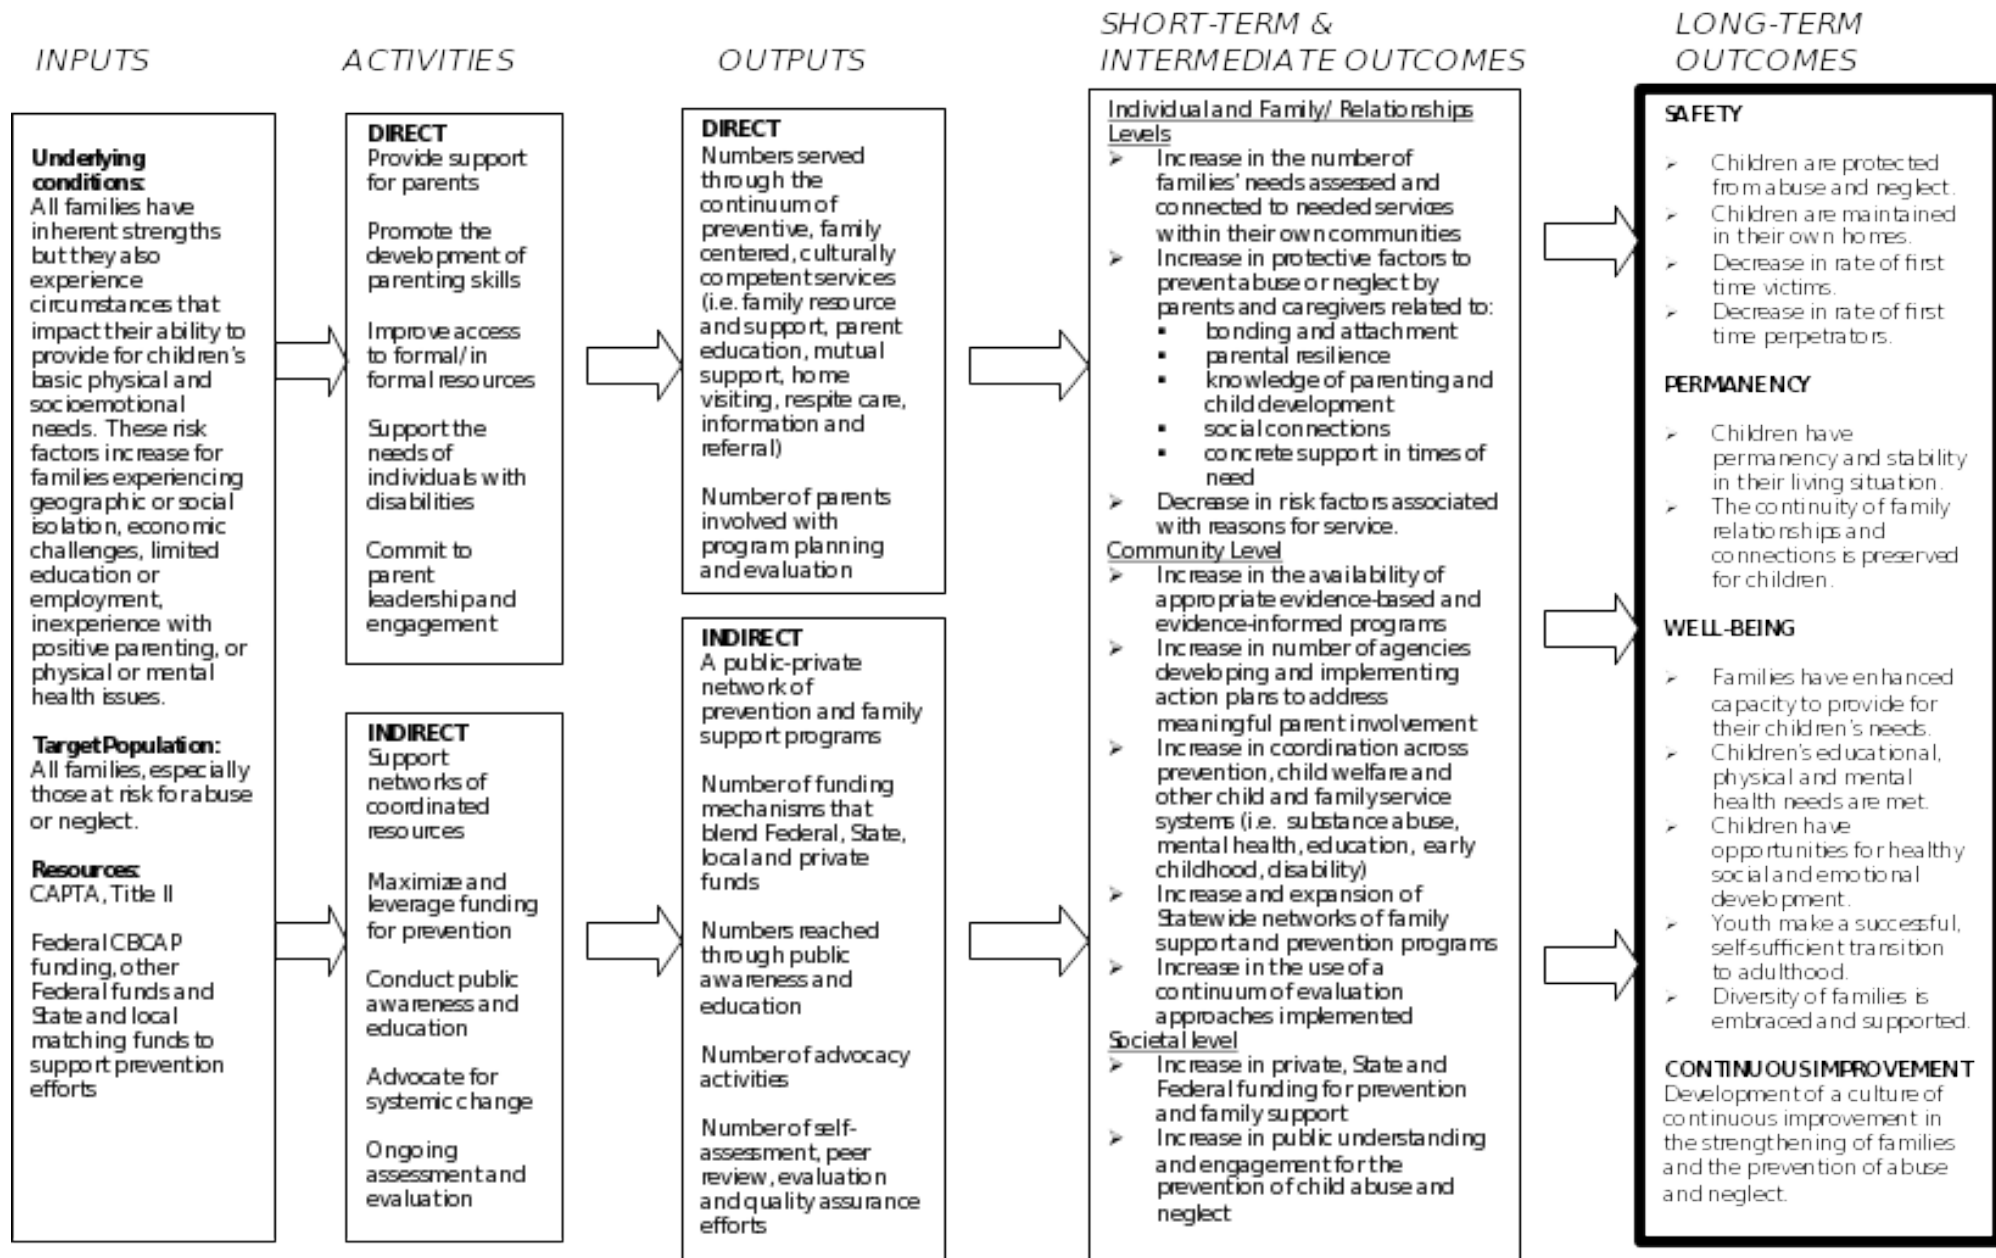 INPUTS
ACTIVITIES
OUTPUTS
SHORT-TERM &
INTERMEDIATE OUTCOMES
LONG-TERM
OUTCOMES
Underlying
conditions:
All families have
inherent strengths
but they also
experience
circumstances that
impact their ability to
provide for children's
basic physical and
socioemotional
needs. These risk
factors increase for
families experiencing
geographic or social
isolation, economic
challenges, limited
education or
employment,
inexperience with
positive parenting, or
physical or mental
health issues.
Target Population:
All families, especially
those at risk for abuse
or neglect.
Resources:
CAPTA, Title II
Federal CBCAP
funding, other
Federal funds and
State and local
matching funds to
support prevention
efforts
DIRECT
Provide support
for parents
Promote the
development of
parenting skills
Improve access
to formal/in
formal resources
Support the
needs of
individuals with
disabilities
Commit to
parent
leadership and
engagement
INDIRECT
Support
networks of
coordinated
resources
Maximize and
leverage funding
for prevention
Conduct public
awareness and
education
Advocate for
systemic change
Ongoing
assessment and
evaluation
DIRECT
Numbers served
through the
continuum of
preventive, family
centered, culturally
competent services
(i.e. family resource
and support, parent
education, mutual
support, home
visiting, respite care,
information and
referral)
Number of parents
involved with
program planning
and evaluation
INDIRECT
A public-private
network of
prevention and family
support programs
Number of funding
mechanisms that
blend Federal, State,
local and private
funds
Numbers reached
through public
awareness and
education
Number of advocacy
activities
Number of self-
assessment, peer
review, evaluation
and quality assurance
efforts
Individual and Family/ Relationships
Levels
➢ Increase in the number of
families' needs assessed and
connected to needed services
within their own communities
➢ Increase in protective factors to
prevent abuse or neglect by
parents and caregivers related to:
▪ bonding and attachment
▪ parental resilience
▪ knowledge of parenting and
child development
▪ social connections
▪ concrete support in times of
need
➢ Decrease in risk factors associated
with reasons for service.
Community Level
➢ Increase in the availability of
appropriate evidence-based and
evidence-informed programs
➢ Increase in number of agencies
developing and implementing
action plans to address
meaningful parent involvement
➢ Increase in coordination across
prevention, child welfare and
other child and family service
systems (i.e. substance abuse,
mental health, education, early
childhood, disability)
➢ Increase and expansion of
Statewide networks of family
support and prevention programs
➢ Increase in the use of a
continuum of evaluation
approaches implemented
Societal level
➢ Increase in private, State and
Federal funding for prevention
and family support
➢ Increase in public understanding
and engagement for the
prevention of child abuse and
neglect
SAFETY
➢ Children are protected
from abuse and neglect.
➢ Children are maintained
in their own homes.
➢ Decrease in rate of first
time victims.
➢ Decrease in rate of first
time perpetrators.
PERMANENCY
➢ Children have
permanency and stability
in their living situation.
➢ The continuity of family
relationships and
connections is preserved
for children.
WELL-BEING
➢ Families have enhanced
capacity to provide for
their children's needs.
➢ Children's educational,
physical and mental
health needs are met.
➢ Children have
opportunities for healthy
social and emotional
development.
➢ Youth make a successful,
self-sufficient transition
to adulthood.
➢ Diversity of families is
embraced and supported.
CONTINUOUS IMPROVEMENT
Development of a culture of
continuous improvement in
the strengthening of families
and the prevention of abuse
and neglect.